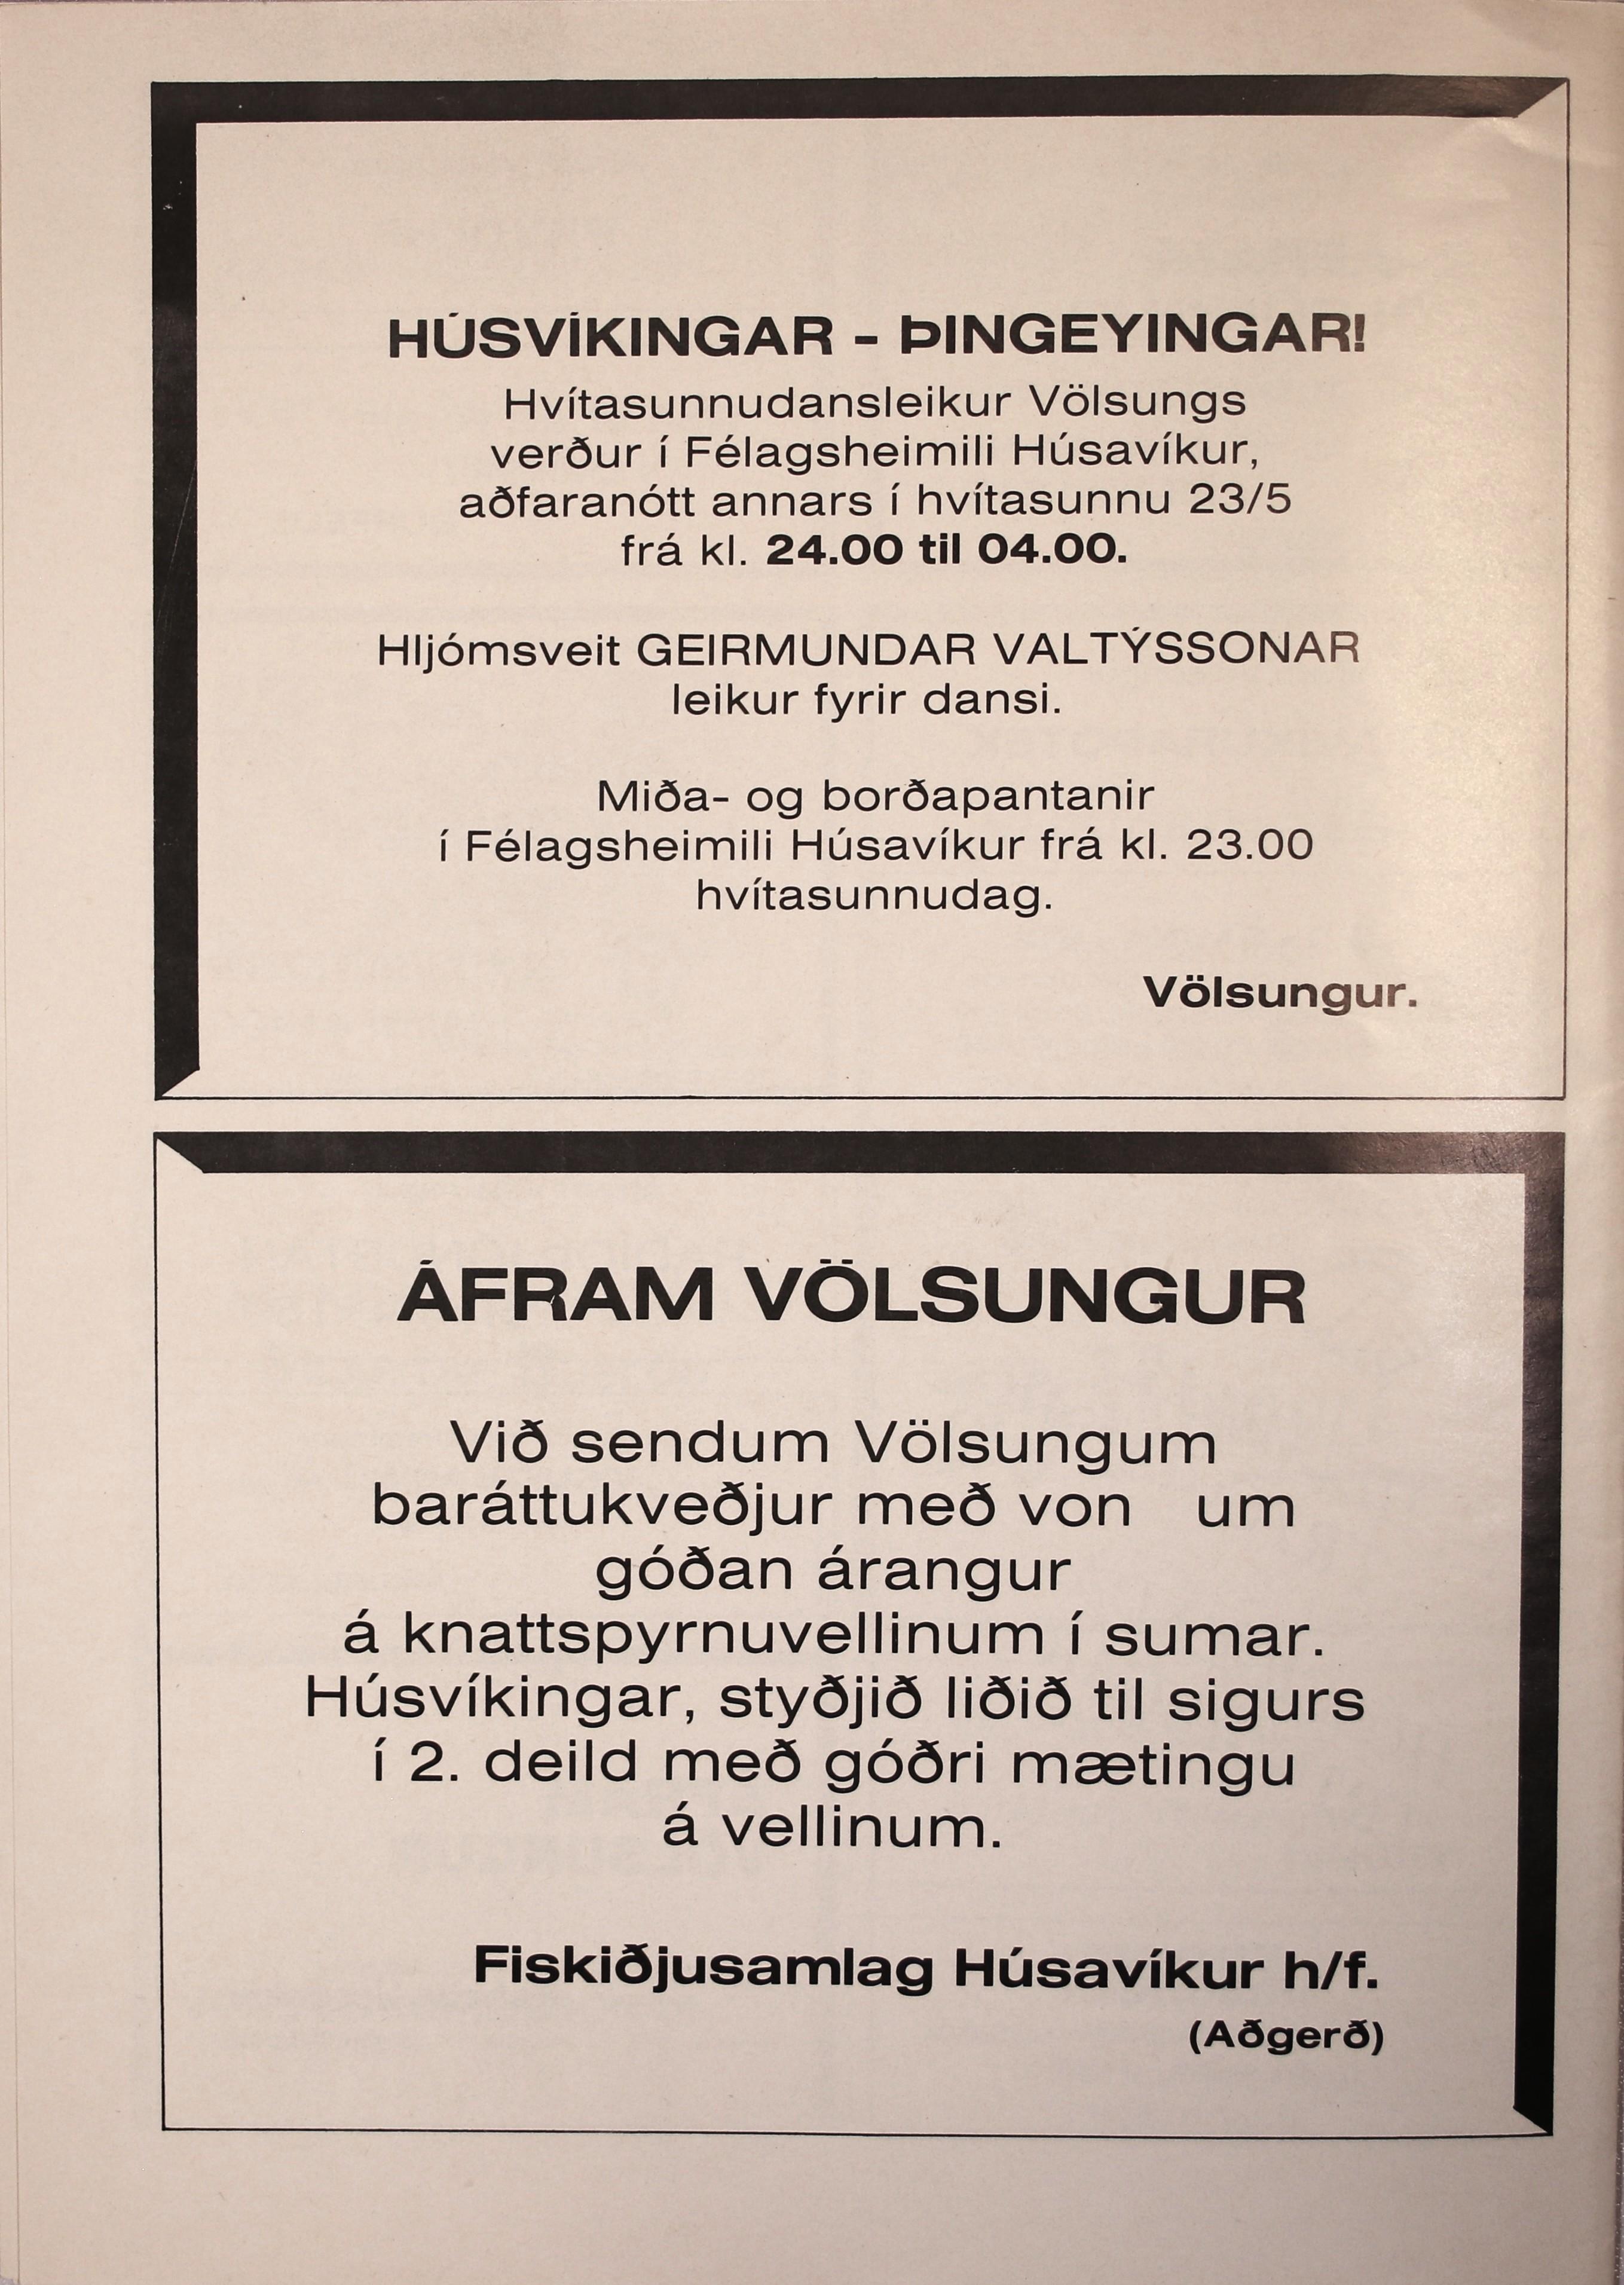 HÚSVÍKINGAR - ÞINGEYINGAR!
Hvítasunnudansleikur Völsungs
verður í Félagsheimili Húsavíkur,
aðfaranótt annars í hvítasunnu 23/5
frá kl. 24.00 til 04.00.
Hljómsveit GEIRMUNDAR VALTÝSSONAR
leikur fyrir dansi.
Miða- og borðapantanir
í Félagsheimili Húsavíkur frá kl. 23.00
hvítasunnudag.
Völsungur.
ÁFRAM VÖLSUNGUR
Við sendum Völsungum
baráttukveðjur með von um
góðan árangur
á knattspyrnuvellinum í sumar.
Húsvíkingar, styðjið liðið til sigurs
í 2. deild með góðri mætingu
á vellinum.
Fiskiðjusamlag Húsavíkur h/f.
(Aðgerð)